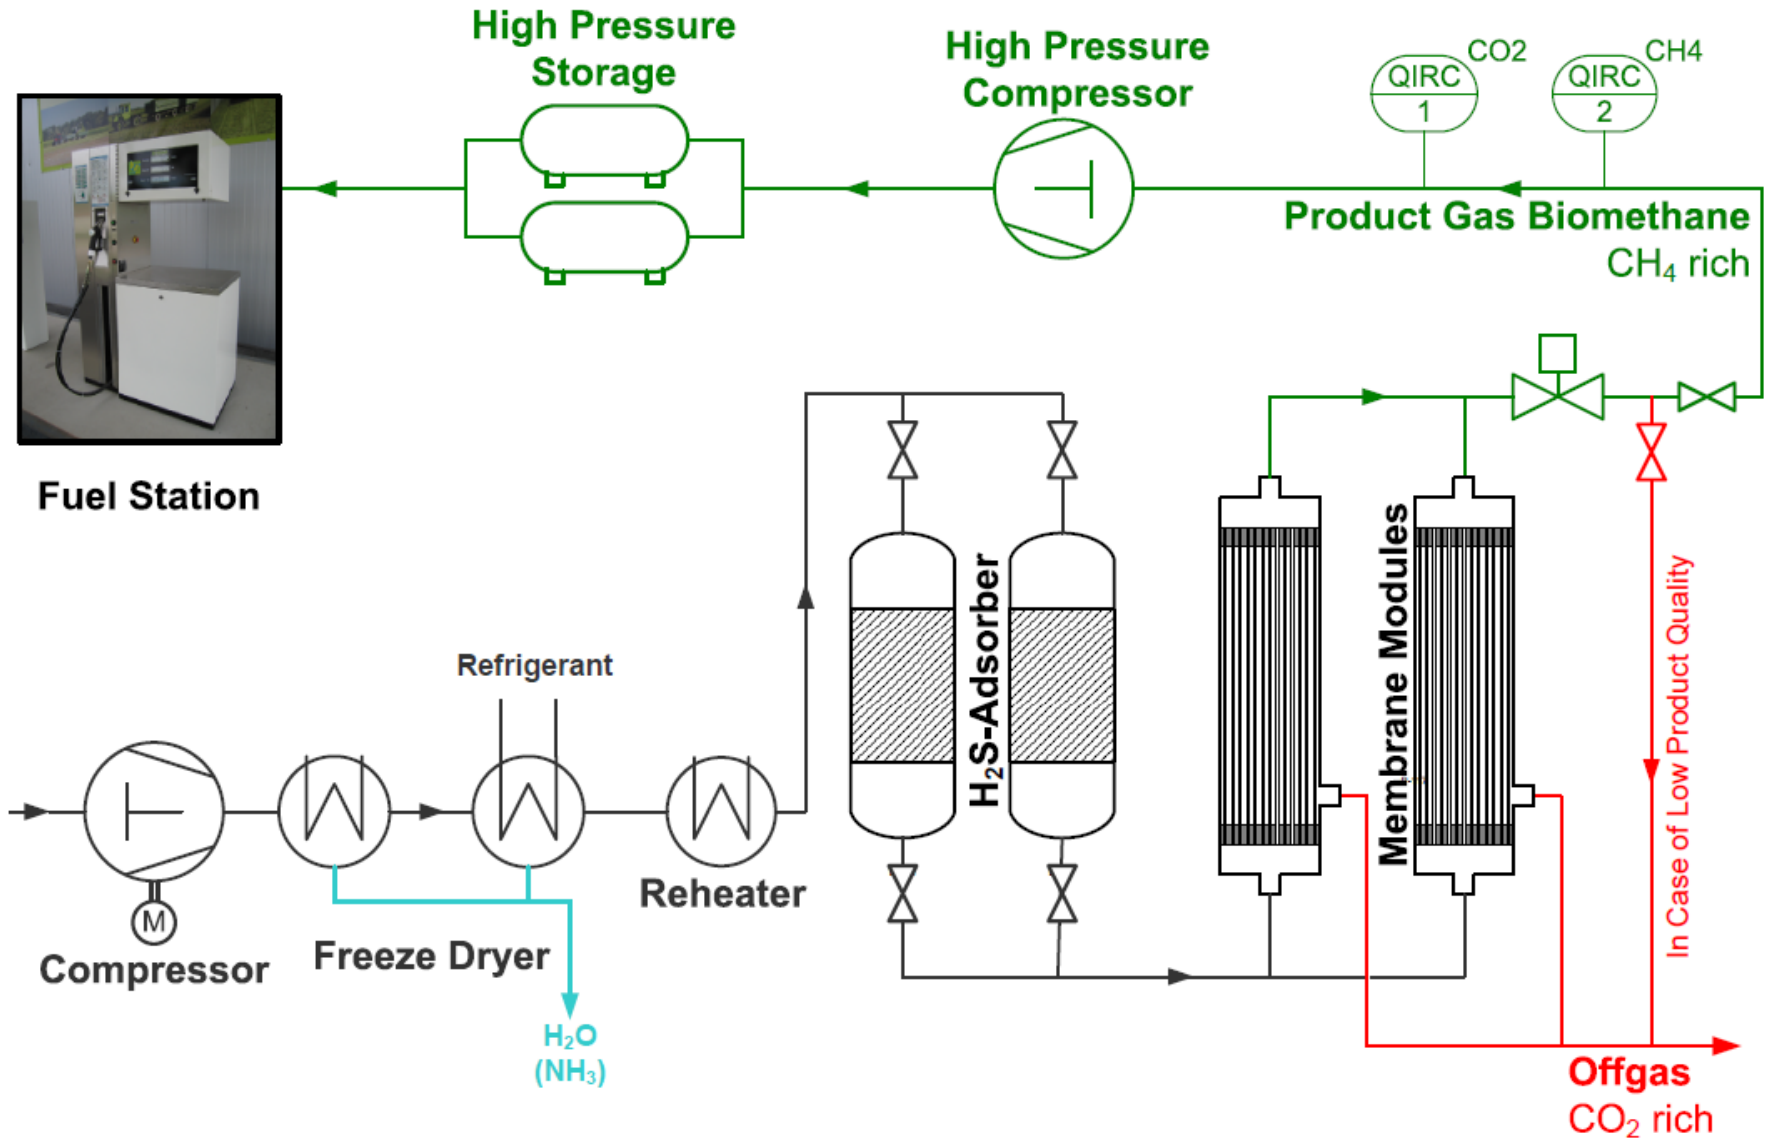 High Pressure
Storage
High Pressure
Compressor
QIRC
1
CO2
QIRC
2
CH4
Product Gas Biomethane
CH₄ rich
Fuel Station
Refrigerant
H₂S-Adsorber
Membrane Modules
In Case of Low Product Quality
Reheater
M
Compressor
Freeze Dryer
H₂O
(NH₃)
Offgas
CO₂ rich